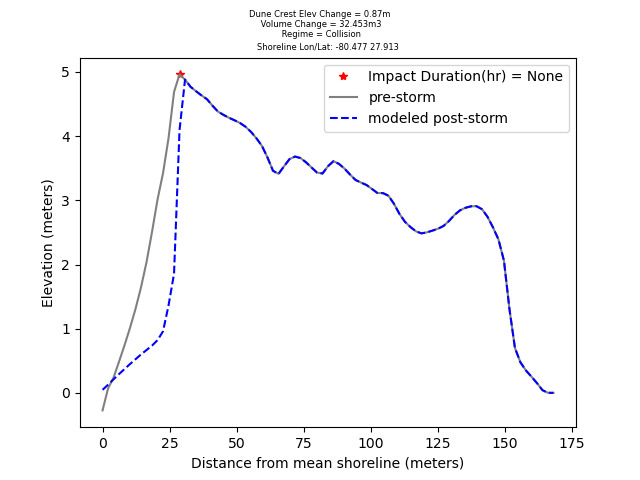 Dune Crest Elev Change = 0.87m
Volume Change = 32.453m3
Regime = Collision
Shoreline Lon/Lat: -80.477 27.913
Impact Duration(hr) = None
pre-storm
modeled post-storm
5
4
3
2
1
0
Elevation (meters)
0 25 50 75 100 125 150 175
Distance from mean shoreline (meters)